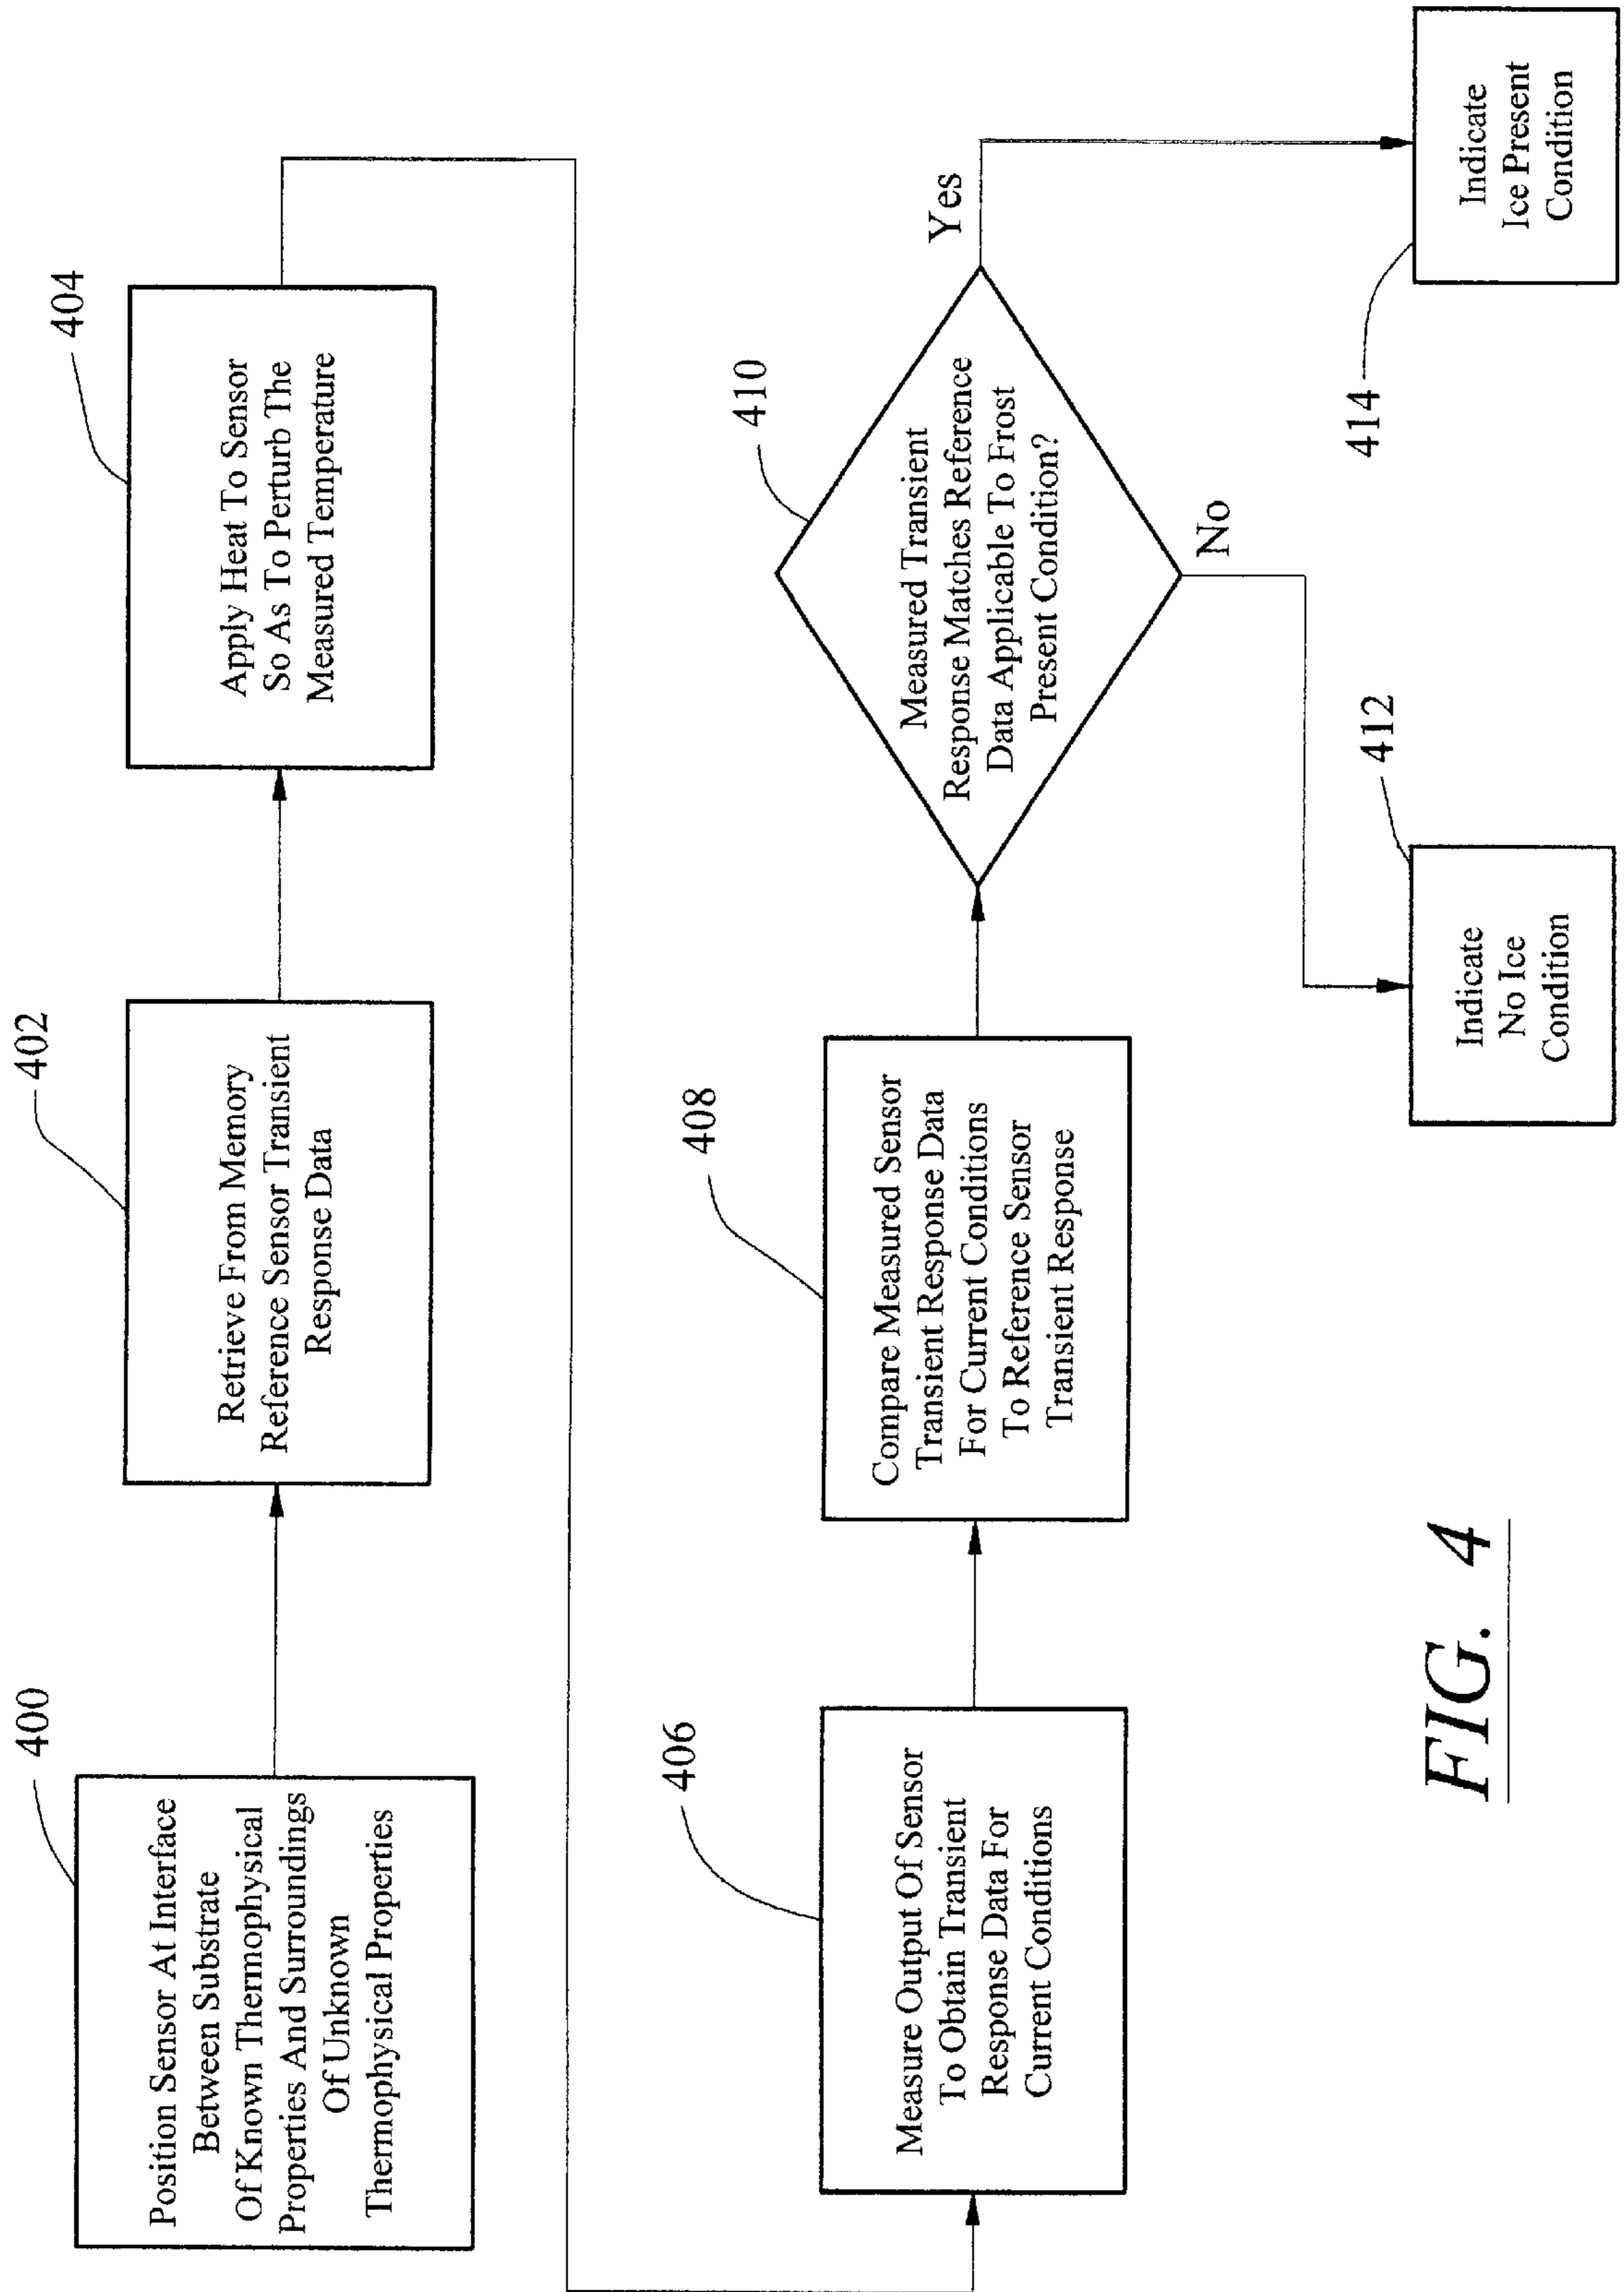 400
Position Sensor At Interface
Between Substrate
Of Known Thermophysical
Properties And Surroundings
Of Unknown
Thermophysical Properties
402
Retrieve From Memory
Reference Sensor Transient
Response Data
404
Apply Heat To Sensor
So As To Perturb The
Measured Temperature
406
Measure Output Of Sensor
To Obtain Transient
Response Data For
Current Conditions
408
Compare Measured Sensor
Transient Response Data
For Current Conditions
To Reference Sensor
Transient Response
410
Measured Transient
Response Matches Reference
Data Applicable To Frost
Present Condition?
Yes
No
412
Indicate
No Ice
Condition
414
Indicate
Ice Present
Condition
FIG. 4